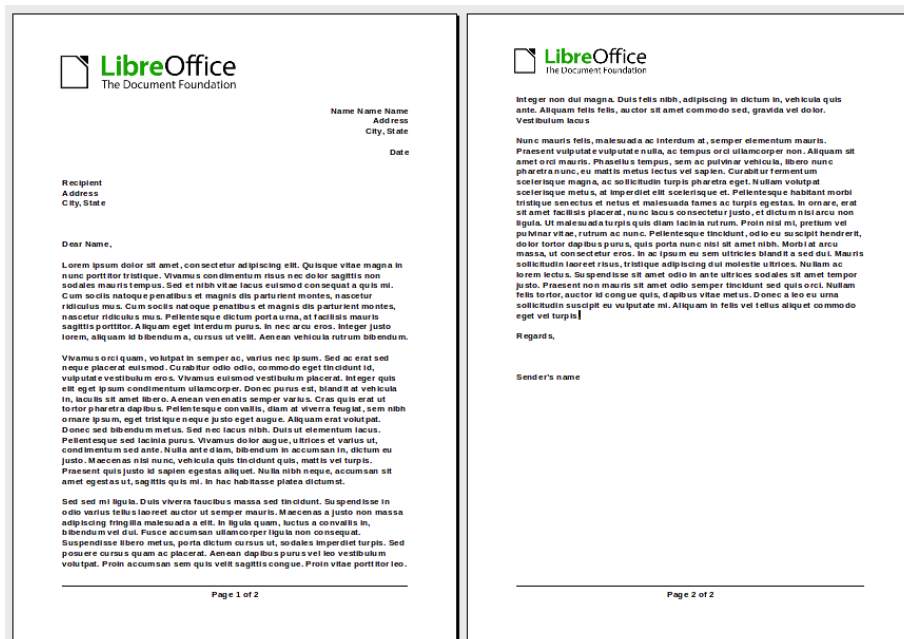 LibreOffice
The Document Foundation
Name Name Name
Address
City, State
Date
Recipient
Address
City, State
Dear Name,
Lorem ipsum dolor sit amet, consectetur adipiscing elit. Quisque vitae magna in
nunc porttitor tristique. Vivamus condimentum risus nec dolor sagittis non
sodales mauris tempus. Sed et nibh vitae lacus euismod consequat a quis mi.
Cum sociis natoque penatibus et magnis dis parturient montes, nascetur
ridiculus mus. Cum sociis natoque penatibus et magnis dis parturient montes,
nascetur ridiculus mus. Pellentesque dictum porta urna, at facilisis mauris
sagittis porttitor. Aliquam eget interdum purus. In nec arcu eros. Integer justo
lorem, aliquam id bibendum a, cursus ut velit. Aenean vehicula rutrum bibendum.
Vivamus orci quam, volutpat in semper ac, varius nec ipsum. Sed ac erat sed
neque placerat euismod. Curabitur odio odio, commodo eget tincidunt id,
vulputate vestibulum eros. Vivamus euismod vestibulum placerat. Integer quis
elit eget ipsum condimentum ullamcorper. Donec purus est, blandit at vehicula
in, iaculis sit amet libero. Aenean venenatis semper varius. Cras quis erat ut
tortor pharetra dapibus. Pellentesque convallis, diam at viverra feugiat, sem nibh
ornare ipsum, eget tristique neque justo eget augue. Aliquam erat volutpat.
Donec sed bibendum metus. Sed nec lacus nibh. Duis ut elementum lacus.
Pellentesque sed lacinia purus. Vivamus dolor augue, ultrices et varius ut,
condimentum sed ante. Nulla ante diam, bibendum in accumsan in, dictum eu
justo. Maecenas nisi nunc, vehicula quis tincidunt quis, mattis vel turpis.
Praesent quis justo id sapien egestas aliquet. Nulla nibh neque, accumsan sit
amet egestas ut, sagittis quis mi. In hac habitasse platea dictumst.
Sed sed mi ligula. Duis viverra faucibus massa sed tincidunt. Suspendisse in
odio varius tellus laoreet auctor ut semper mauris. Maecenas a justo non massa
adipiscing fringilla malesuada a elit. In ligula quam, luctus a convallis in,
bibendum vel dui. Fusce accumsan ullamcorper ligula non consequat.
Suspendisse libero metus, porta dictum cursus ut, sodales imperdiet turpis. Sed
posuere cursus quam ac placerat. Aenean dapibus purus vel leo vestibulum
volutpat. Proin accumsan sem quis velit sagittis congue. Proin vitae porttitor leo.
Page 1 of 2
LibreOffice
The Document Foundation
Integer non dui magna. Duis felis nibh, adipiscing in dictum in, vehicula quis
ante. Aliquam felis felis, auctor sit amet commodo sed, gravida vel dolor.
Vestibulum lacus
Nunc mauris felis, malesuada ac interdum at, semper elementum mauris.
Praesent vulputate vulputate nulla, ac tempus orci ullamcorper non. Aliquam sit
amet orci mauris. Phasellus tempus, sem ac pulvinar vehicula, libero nunc
pharetra nunc, eu mattis metus lectus vel sapien. Curabitur fermentum
scelerisque magna, ac sollicitudin turpis pharetra eget. Nullam volutpat
scelerisque metus, at imperdiet elit scelerisque et. Proin pellentesque habitant morbi
tristique senectus et netus et malesuada fames ac turpis egestas. In ornare, erat
sit amet facilisis placerat, nunc lacus consectetur justo, et dictum nisi arcu non
ligula. Ut malesuada turpis quis diam lacinia rutrum. Proin nisl mi, pretium vel
pulvinar vitae, rutrum ac nunc. Pellentesque tincidunt, odio eu suscipit hendrerit,
dolor tortor dapibus purus, quis porta nunc nisi sit amet nibh. Morbi at arcu
massa, ut consectetur eros. In ac ipsum eu sem ultricies blandit a sed dui. Mauris
sollicitudin laoreet risus, tristique adipiscing dui molestie ultrices. Nullam ac
lorem lectus. Suspendisse sit amet odio in ante ultrices sodales sit amet tempor
justo. Praesent non mauris sit amet odio semper tincidunt sed quis orci. Nullam
felis tortor, auctor id congue quis, dapibus vitae metus. Donec a leo eu urna
sollicitudin suscipit eu vulputate mi. Aliquam in felis vel tellus aliquet commodo
eget vel turpis
Regards,
Sender's name
Page 2 of 2